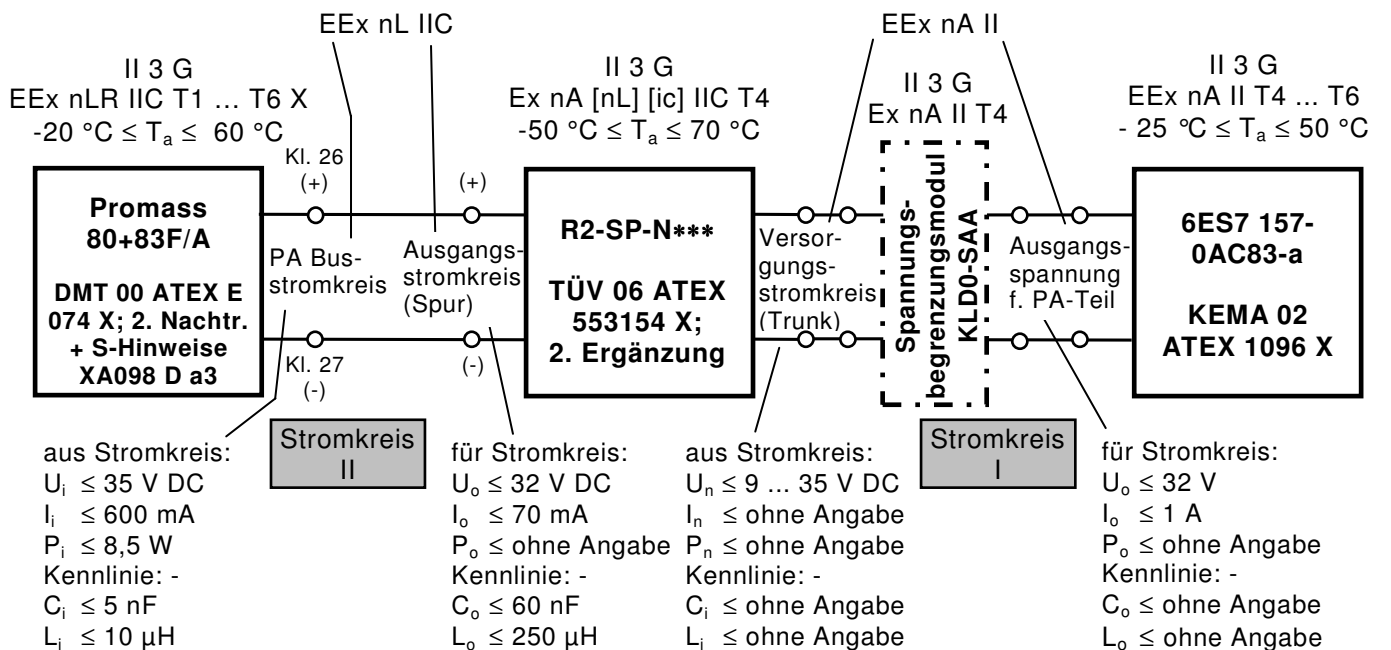 EEx nL IIC
EEx nA II
II 3 G
EEx nLR IIC T1 ... T6 X
-20 °C ≤ Ta ≤ 60 °C
II 3 G
Ex nA [nL] [ic] IIC T4
-50 °C ≤ Ta ≤ 70 °C
II 3 G
Ex nA II T4
II 3 G
EEx nA II T4 ... T6
- 25 °C ≤ Ta ≤ 50 °C
Promass
80+83F/A
DMT 00 ATEX E
074 X; 2. Nachtr.
+ S-Hinweise
XA098 D a3
Kl. 26
(+)
PA Bus-
stromkreis
Kl. 27
(-)
(+)
Ausgangs-
stromkreis
(Spur)
(-)
R2-SP-N***
TÜV 06 ATEX
553154 X;
2. Ergänzung
Versor-
gungs-
stromkreis
(Trunk)
Spannungs-
begrenzungsmodul
KLD0-SAA
Ausgangs-
spannung
f. PA-Teil
6ES7 157-
0AC83-a
KEMA 02
ATEX 1096 X
Stromkreis
II
Stromkreis
I
aus Stromkreis:
Ui ≤ 35 V DC
Ii ≤ 600 mA
Pi ≤ 8,5 W
Kennlinie: -
Ci ≤ 5 nF
Li ≤ 10 µH
für Stromkreis:
Uo ≤ 32 V DC
Io ≤ 70 mA
Po ≤ ohne Angabe
Kennlinie: -
Co ≤ 60 nF
Lo ≤ 250 µH
aus Stromkreis:
Un ≤ 9 ... 35 V DC
In ≤ ohne Angabe
Pn ≤ ohne Angabe
Kennlinie: -
Ci ≤ ohne Angabe
Li ≤ ohne Angabe
für Stromkreis:
Uo ≤ 32 V
Io ≤ 1 A
Po ≤ ohne Angabe
Kennlinie: -
Co ≤ ohne Angabe
Lo ≤ ohne Angabe